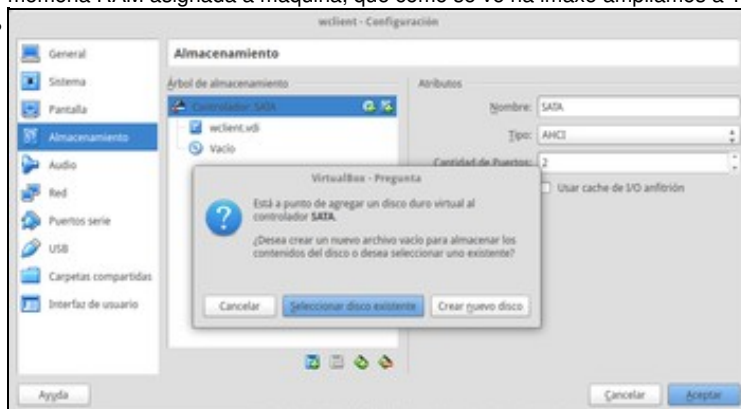 memoria RAM asignada á máquina, que como se ve na imaxe ampliamos a
wclient - Configuración
General
Sistema
Pantalla
Almacenamiento
Audio
Red
Puertos serie
USB
Carpetas compartidas
Interfaz de usuario
Almacenamiento
Árbol de almacenamiento
Controlador: SATA
wclient.vdi
Vacío
Atributos
Nombre: SATA
Tipo: AHCI
Cantidad de Puertos: 2
Usar cache de I/O anfitrión
VirtualBox - Pregunta
Está a punto de agregar un disco duro virtual al
controlador SATA.
¿Desea crear un nuevo archivo vacío para almacenar los
contenidos del disco o desea seleccionar uno existente?
Cancelar
Seleccionar disco existente
Crear nuevo disco
Ayuda
Cancelar
Aceptar